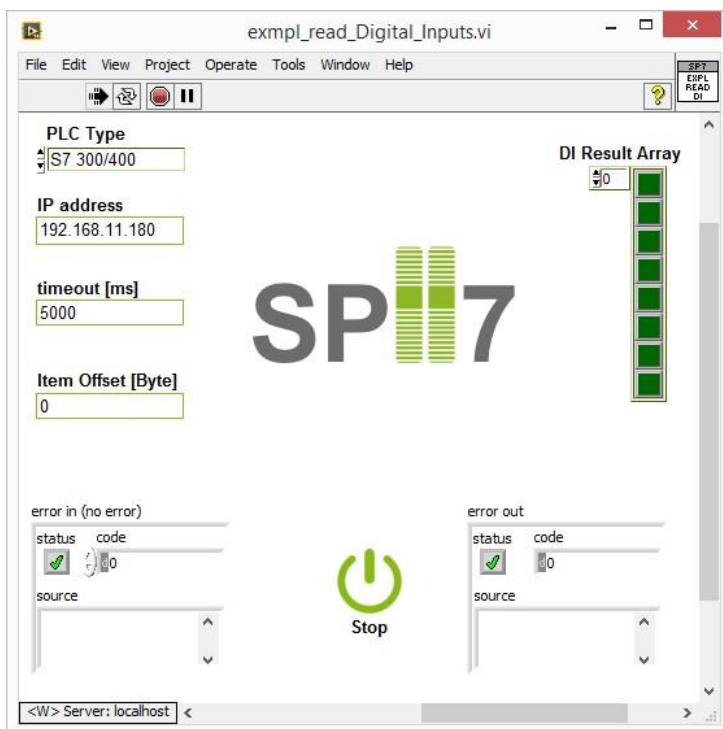 exmpl_read_Digital_Inputs.vi
File Edit View Project Operate Tools Window Help
SP7
EXPL
READ
DI
PLC Type
S7 300/400
DI Result Array
0
IP address
192.168.11.180
timeout [ms]
5000
SP 7
Item Offset [Byte]
0
error in (no error)
status code
d0
source
error out
status code
d0
source
Stop
<W> Server: localhost